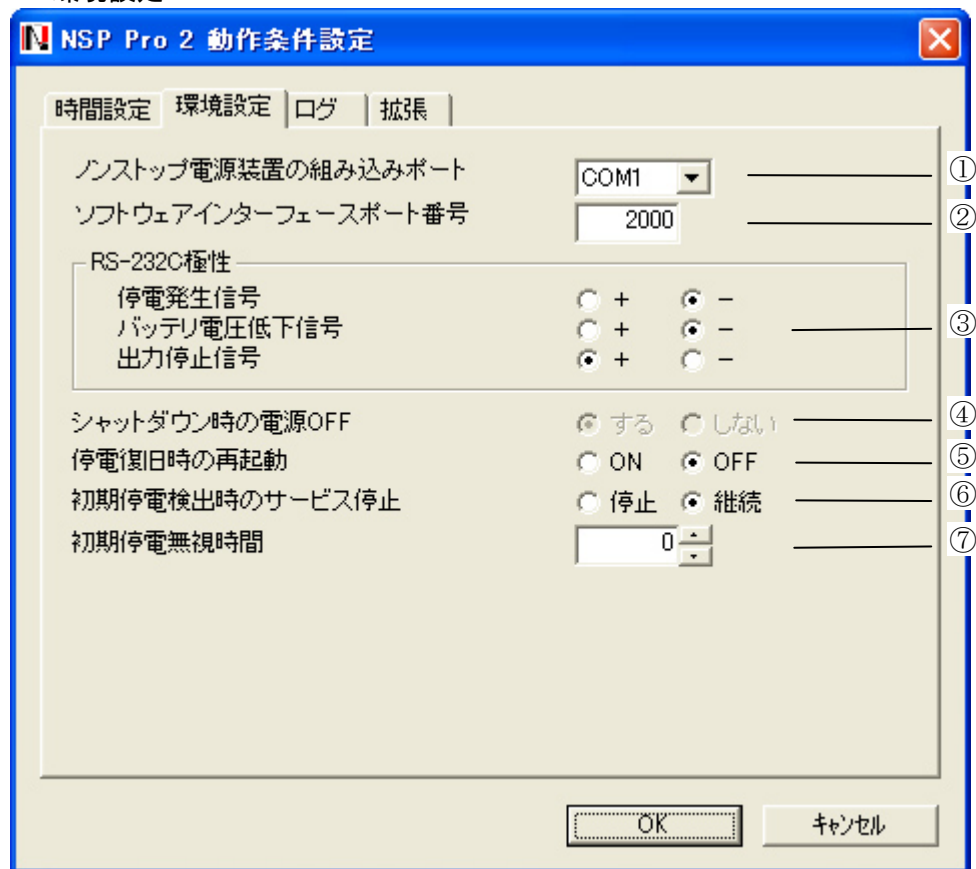 NSP Pro 2 動作条件設定
時間設定 環境設定 ログ 拡張
ノンストップ電源装置の組み込みポート COM1 ①
ソフトウェアインターフェースポート番号 2000 ②
RS-232C極性
停電発生信号 + −
バッテリ電圧低下信号 + − ③
出力停止信号 + −
シャットダウン時の電源OFF する しない ④
停電復旧時の再起動 ON OFF ⑤
初期停電検出時のサービス停止 停止 継続 ⑥
初期停電無視時間 0 ⑦
OK キャンセル